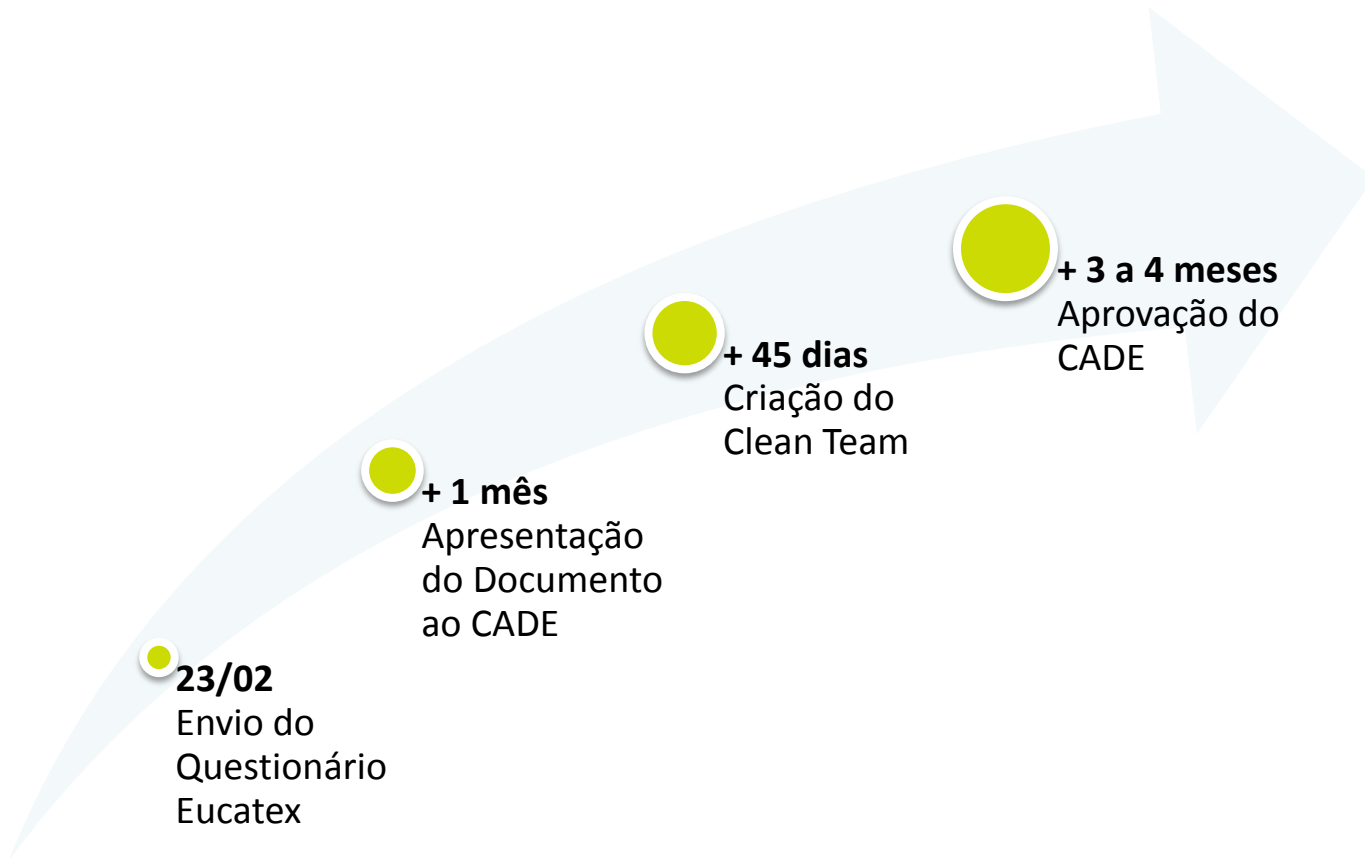 23/02
Envio do
Questionário
Eucatex
+ 1 mês
Apresentação
do Documento
ao CADE
+ 45 dias
Criação do
Clean Team
+ 3 a 4 meses
Aprovação do
CADE